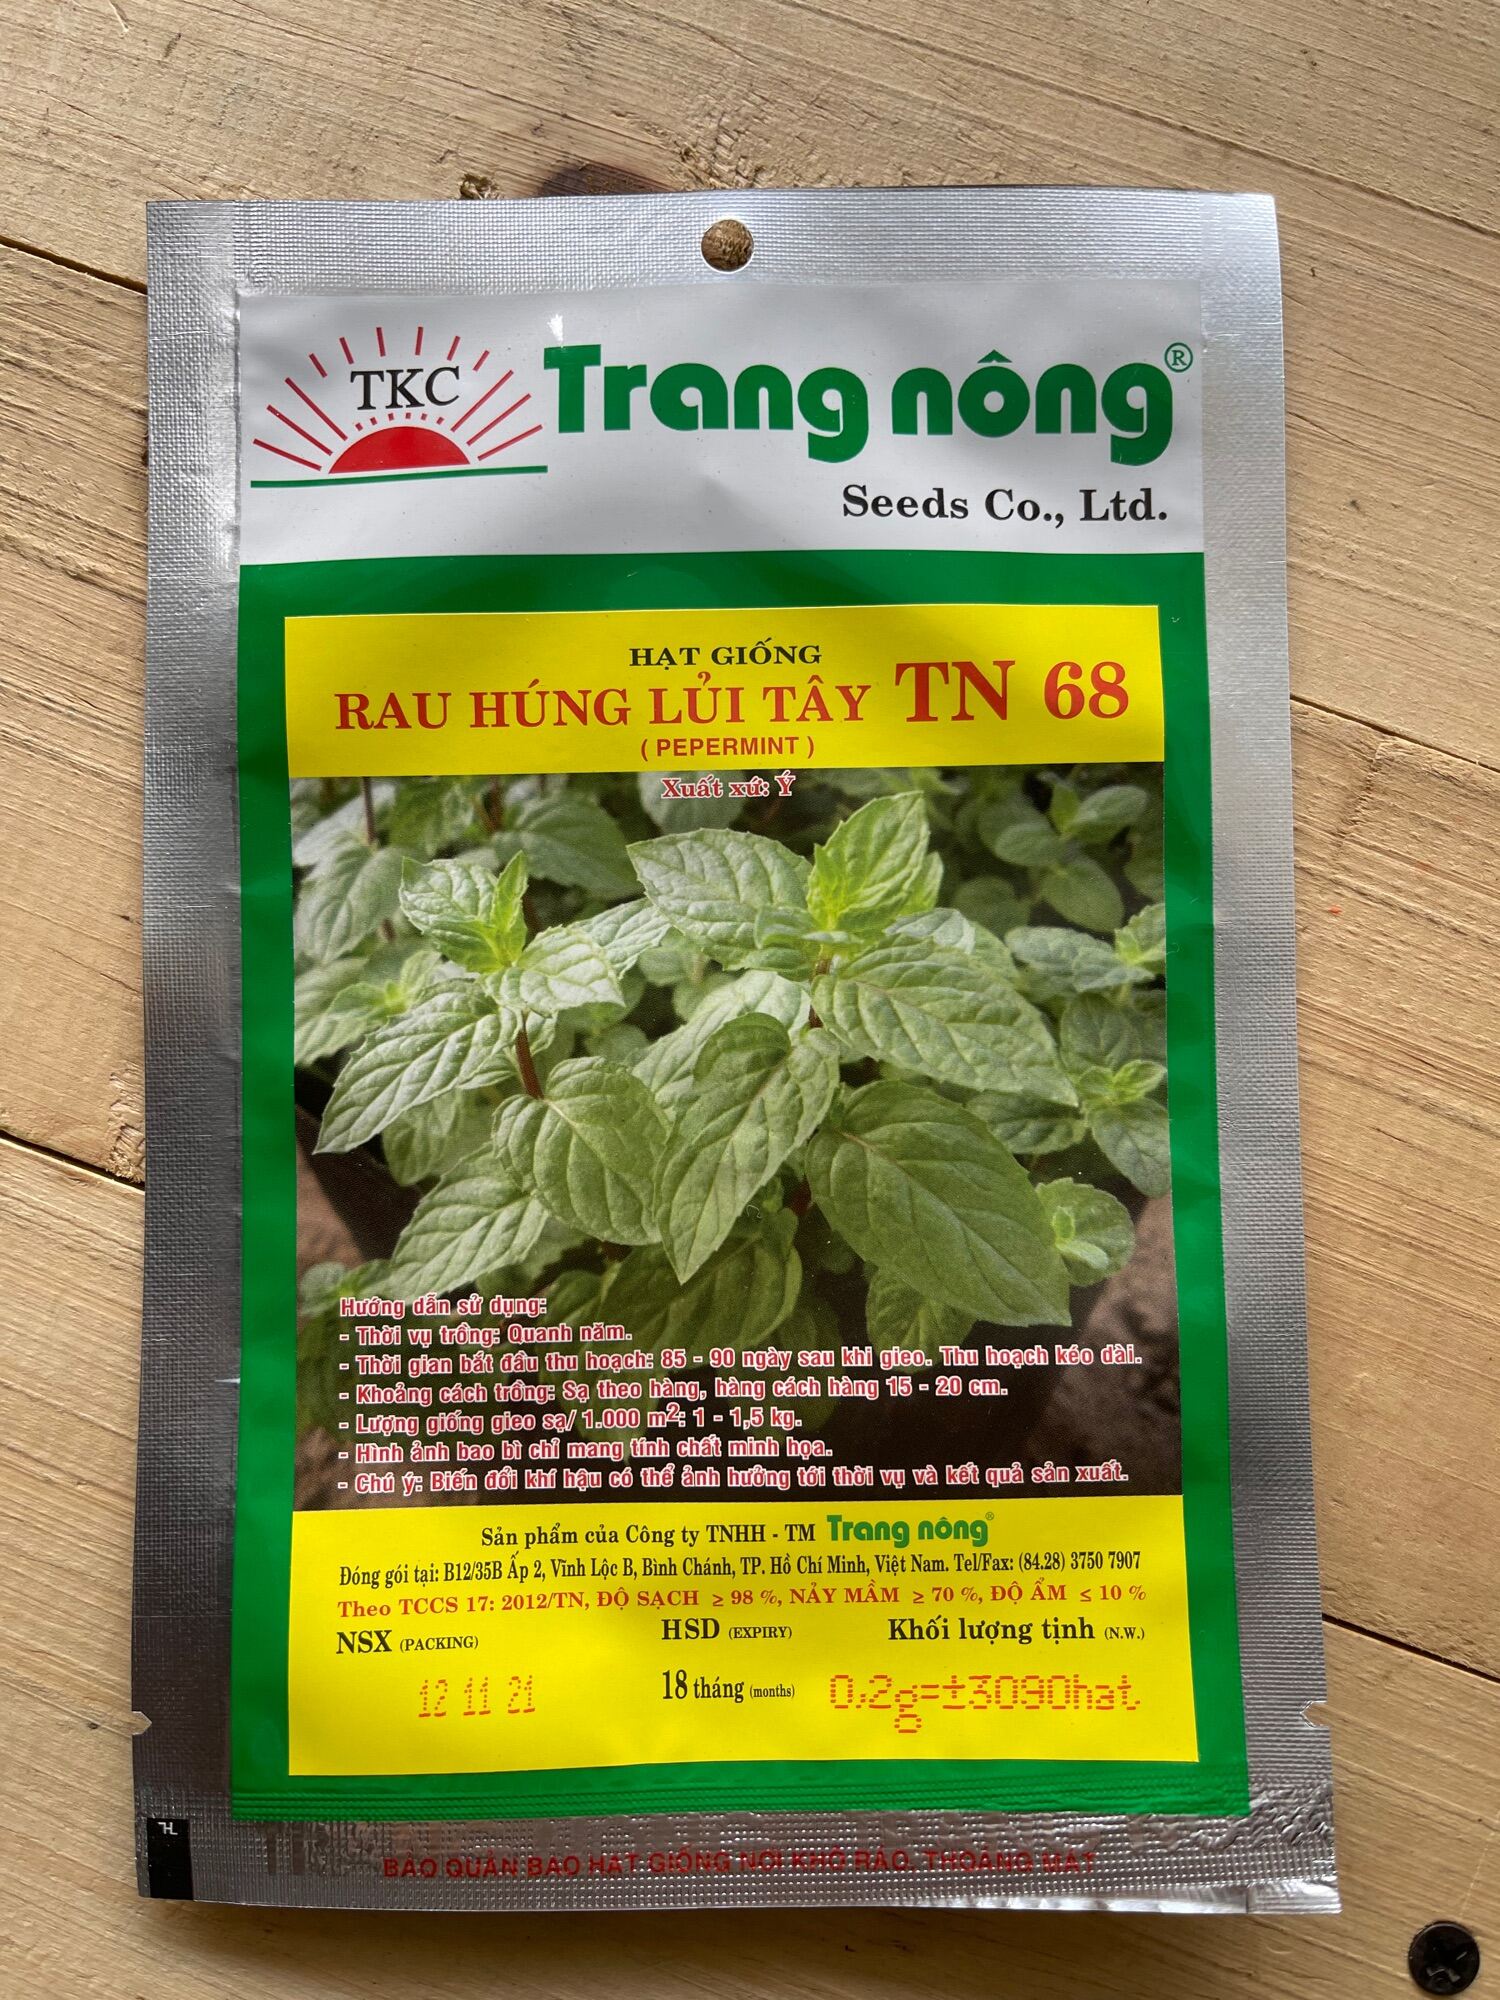 TKC
Trang nông®
Seeds Co., Ltd.
HẠT GIỐNG
RAU HÚNG LỦI TÂY TN 68
( PEPERMINT )
Xuất xứ: Ý
Hướng dẫn sử dụng:
- Thời vụ trồng: Quanh năm.
- Thời gian bắt đầu thu hoạch: 85 - 90 ngày sau khi gieo. Thu hoạch kéo dài.
- Khoảng cách trồng: Sạ theo hàng, hàng cách hàng 15 - 20 cm.
- Lượng giống gieo sạ/ 1.000 m²: 1 - 1,5 kg.
- Hình ảnh bao bì chỉ mang tính chất minh họa.
- Chú ý: Biến đổi khí hậu có thể ảnh hưởng tới thời vụ và kết quả sản xuất.
Sản phẩm của Công ty TNHH - TM Trang nông®
Đóng gói tại: B12/35B Ấp 2, Vĩnh Lộc B, Bình Chánh, TP. Hồ Chí Minh, Việt Nam. Tel/Fax: (84.28) 3750 7907
Theo TCCS 17: 2012/TN, ĐỘ SẠCH ≥ 98 %, NẢY MẦM ≥ 70 %, ĐỘ ẨM ≤ 10 %
NSX (PACKING) HSD (EXPIRY) Khối lượng tịnh (N.W.)
12 11 21 18 tháng (months) 0,2g=±3090hat
BẢO QUẢN BAO HẠT GIỐNG NƠI KHÔ RÁO, THOÁNG MÁT